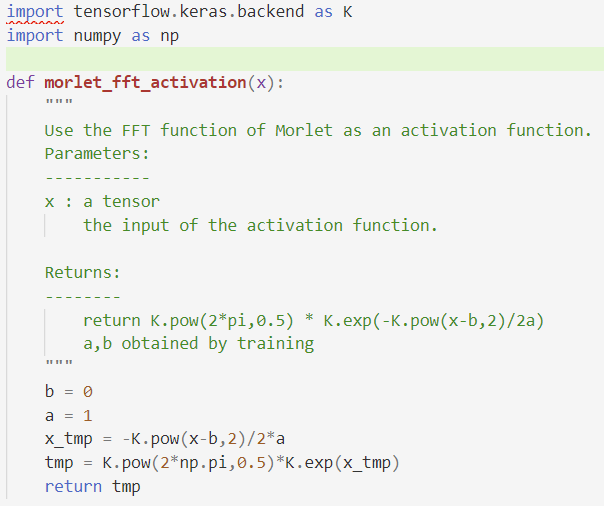 import tensorflow.keras.backend as K
import numpy as np

def morlet_fft_activation(x):
    """
    Use the FFT function of Morlet as an activation function.
    Parameters:
    -----------
    x : a tensor
        the input of the activation function.

    Returns:
    --------
        return K.pow(2*pi,0.5) * K.exp(-K.pow(x-b,2)/2a)
        a,b obtained by training
    """
    b = 0
    a = 1
    x_tmp = -K.pow(x-b,2)/2*a
    tmp = K.pow(2*np.pi,0.5)*K.exp(x_tmp)
    return tmp